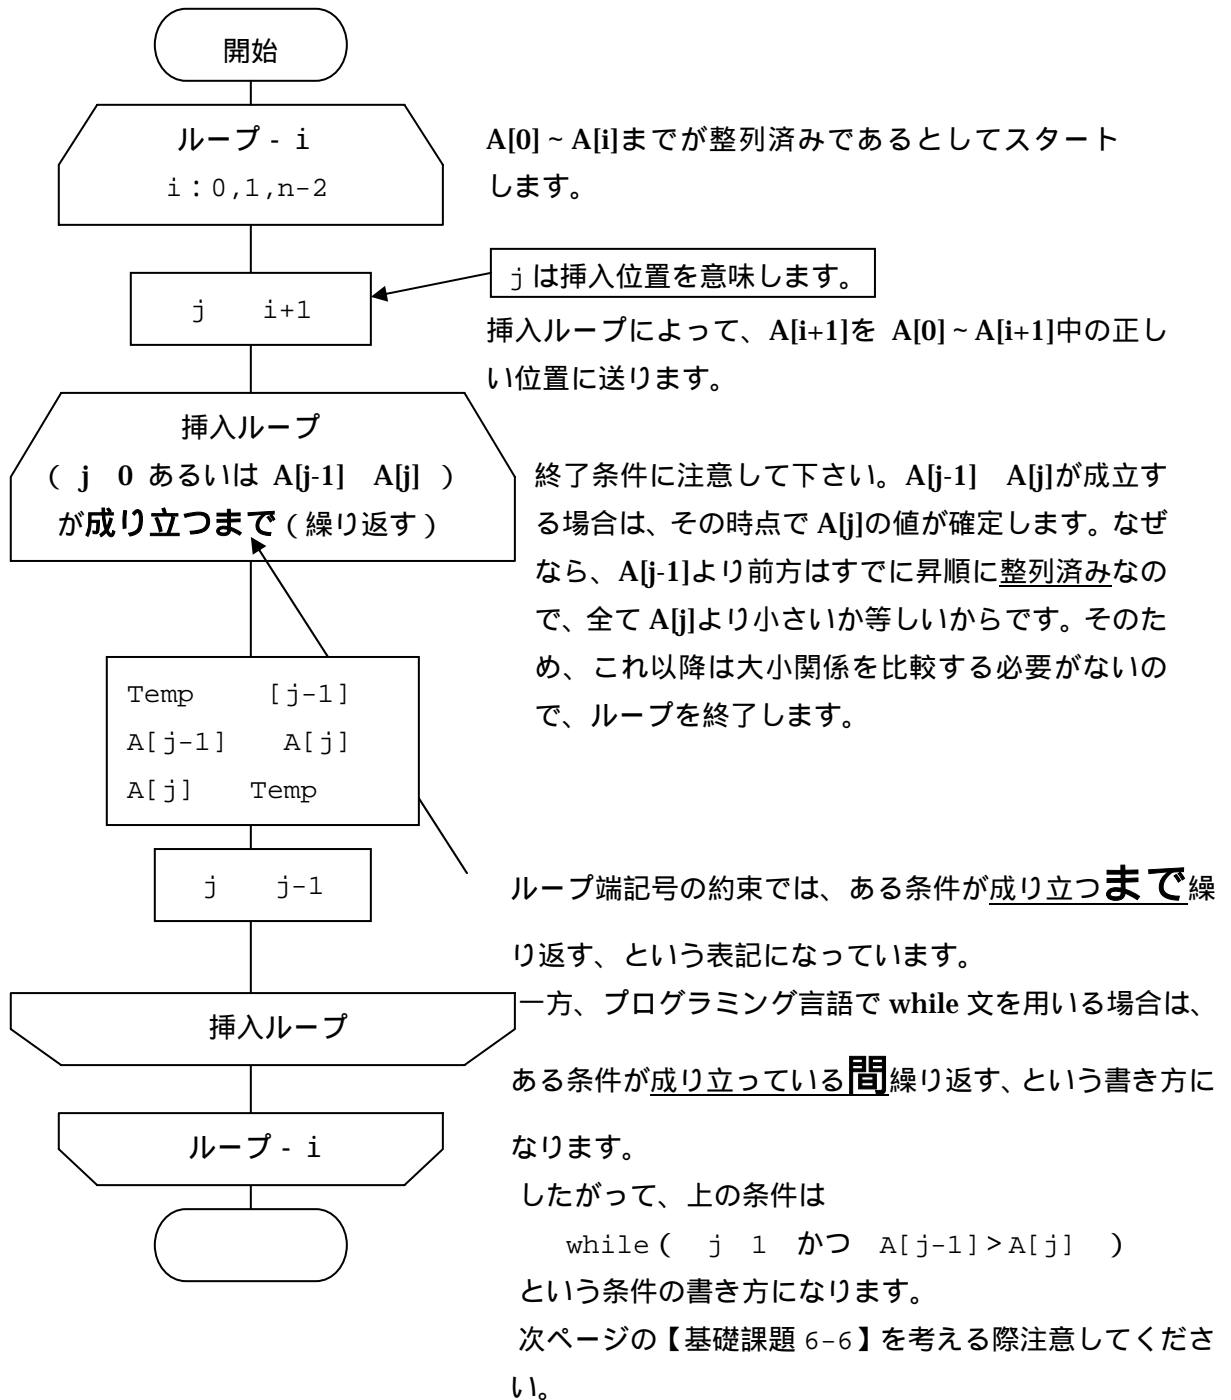 開始
ループ - i
i：0,1,n-2
A[0] ~ A[i]までが整列済みであるとしてスタート
します。
j は挿入位置を意味します。
j i+1
挿入ループによって、A[i+1]を A[0] ~ A[i+1]中の正し
い位置に送ります。
挿入ループ
( j 0 あるいは A[j-1] A[j] )
が成り立つまで（繰り返す）
終了条件に注意して下さい。A[j-1] A[j]が成立す
る場合は、その時点で A[j]の値が確定します。なぜ
なら、A[j-1]より前方はすでに昇順に整列済みなの
で、全て A[j]より小さいか等しいからです。そのた
め、これ以降は大小関係を比較する必要がないの
で、ループを終了します。
Temp [j-1]
A[j-1] A[j]
A[j] Temp
j j-1
ループ端記号の約束では、ある条件が成り立つまで繰
り返す、という表記になっています。
一方、プログラミング言語で while 文を用いる場合は、
ある条件が成り立っている間繰り返す、という書き方に
なります。
したがって、上の条件は
while（ j 1 かつ A[j-1]>A[j] ）
という条件の書き方になります。
次ページの【基礎課題 6-6】を考える際注意してくださ
い。
挿入ループ
ループ - i